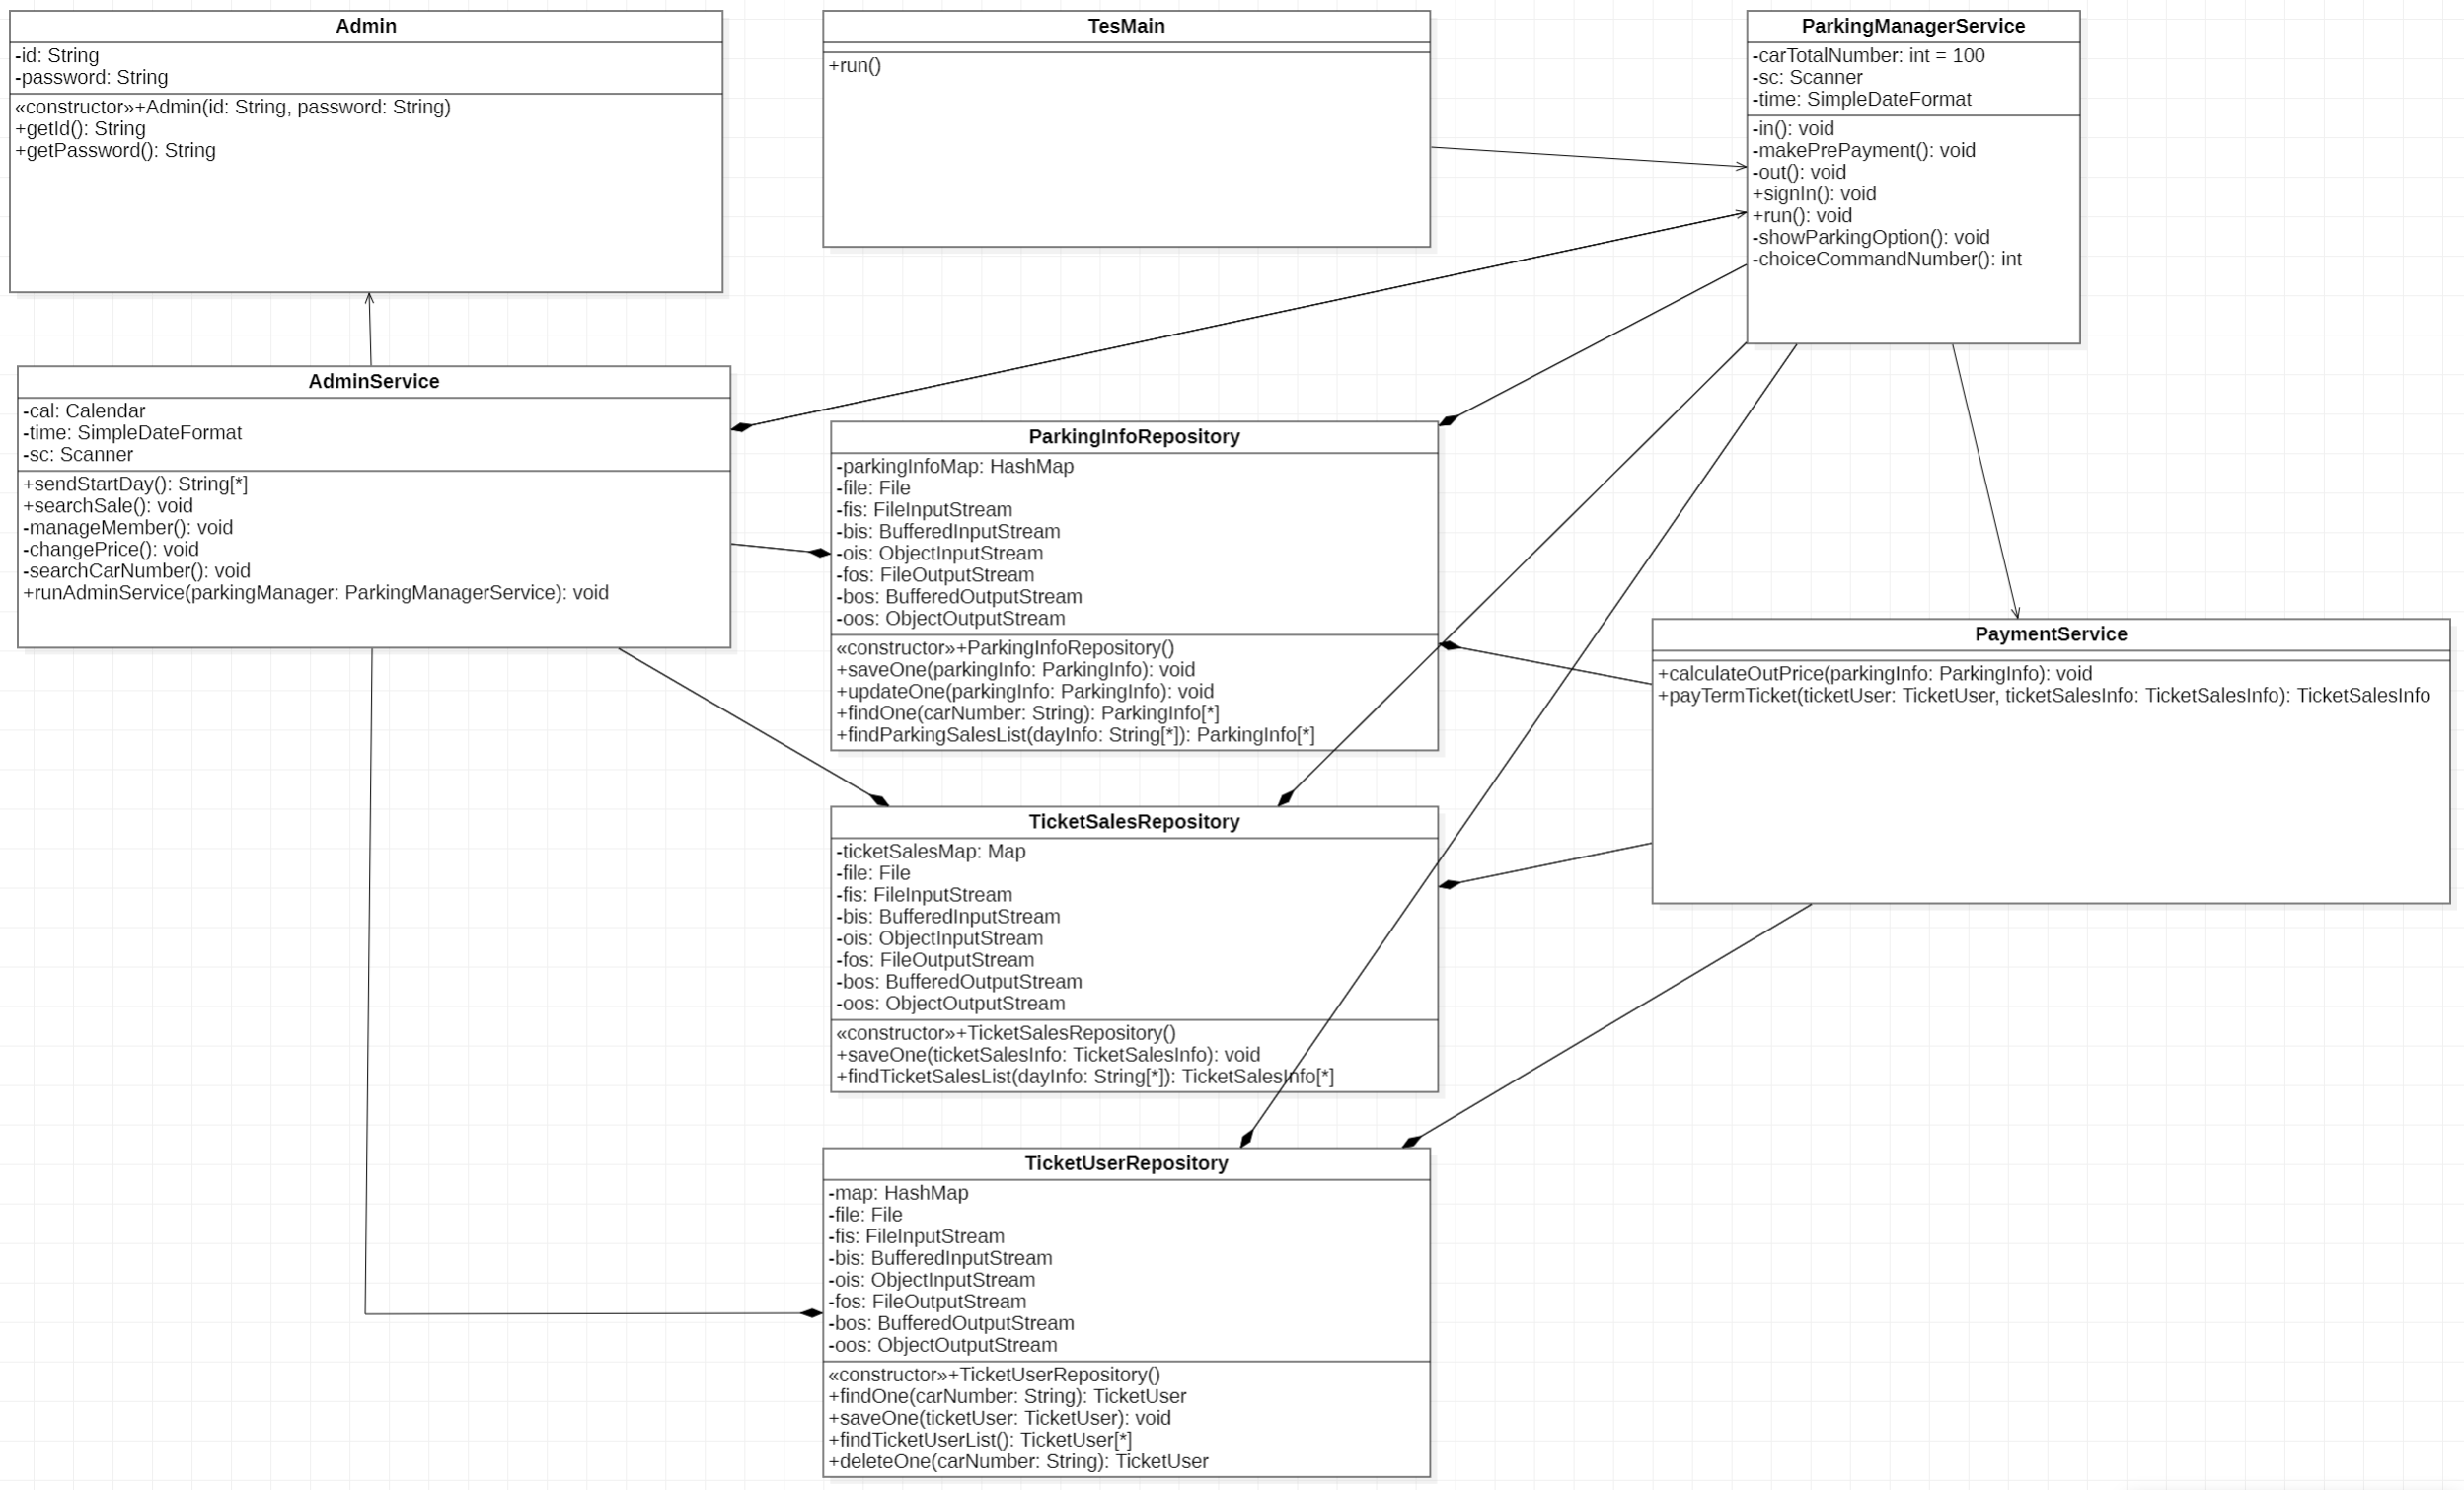 Admin
-id: String
-password: String
«constructor»+Admin(id: String, password: String)
+getId(): String
+getPassword(): String
TesMain
+run()
ParkingManagerService
-carTotalNumber: int = 100
-sc: Scanner
-time: SimpleDateFormat
-in(): void
-makePrePayment(): void
-out(): void
+signIn(): void
+run(): void
-showParkingOption(): void
-choiceCommandNumber(): int
AdminService
-cal: Calendar
-time: SimpleDateFormat
-sc: Scanner
+sendStartDay(): String[*]
+searchSale(): void
-manageMember(): void
-changePrice(): void
-searchCarNumber(): void
+runAdminService(parkingManager: ParkingManagerService): void
ParkingInfoRepository
-parkingInfoMap: HashMap
-file: File
-fis: FileInputStream
-bis: BufferedInputStream
-ois: ObjectInputStream
-fos: FileOutputStream
-bos: BufferedOutputStream
-oos: ObjectOutputStream
«constructor»+ParkingInfoRepository()
+saveOne(parkingInfo: ParkingInfo): void
+updateOne(parkingInfo: ParkingInfo): void
+findOne(carNumber: String): ParkingInfo[*]
+findParkingSalesList(dayInfo: String[*]): ParkingInfo[*]
PaymentService
+calculateOutPrice(parkingInfo: ParkingInfo): void
+payTermTicket(ticketUser: TicketUser, ticketSalesInfo: TicketSalesInfo): TicketSalesInfo
TicketSalesRepository
-ticketSalesMap: Map
-file: File
-fis: FileInputStream
-bis: BufferedInputStream
-ois: ObjectInputStream
-fos: FileOutputStream
-bos: BufferedOutputStream
-oos: ObjectOutputStream
«constructor»+TicketSalesRepository()
+saveOne(ticketSalesInfo: TicketSalesInfo): void
+findTicketSalesList(dayInfo: String[*]): TicketSalesInfo[*]
TicketUserRepository
-map: HashMap
-file: File
-fis: FileInputStream
-bis: BufferedInputStream
-ois: ObjectInputStream
-fos: FileOutputStream
-bos: BufferedOutputStream
-oos: ObjectOutputStream
«constructor»+TicketUserRepository()
+findOne(carNumber: String): TicketUser
+saveOne(ticketUser: TicketUser): void
+findTicketUserList(): TicketUser[*]
+deleteOne(carNumber: String): TicketUser